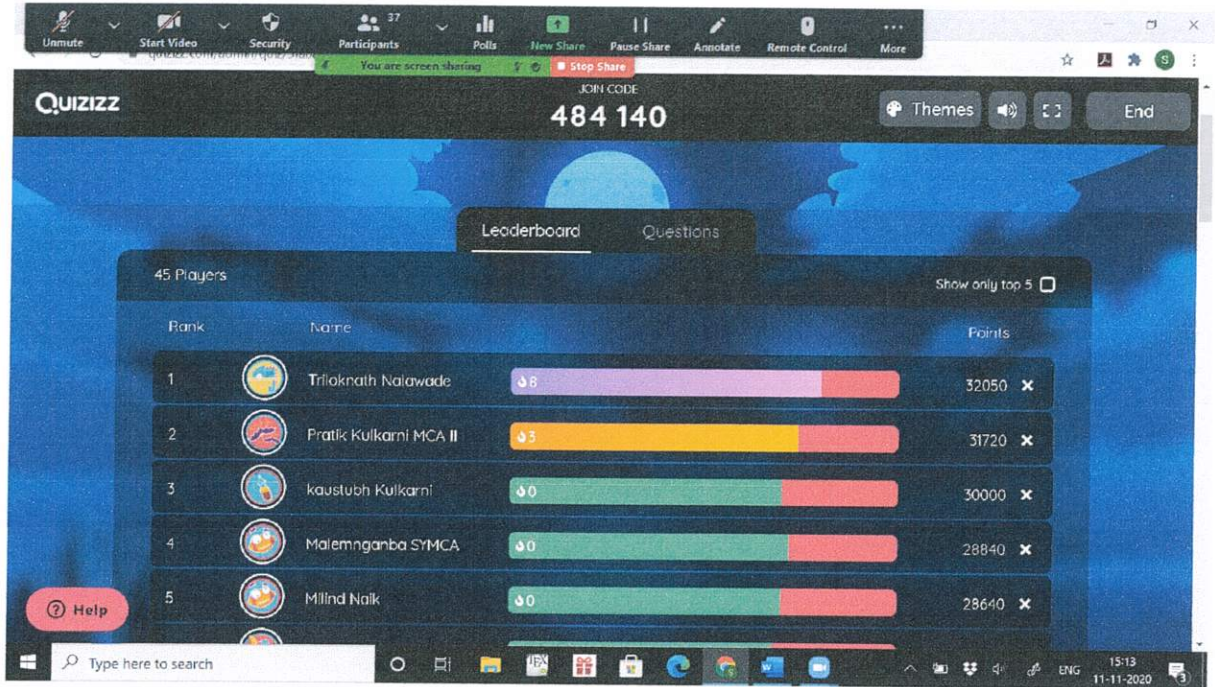 37
Unmute Start Video Security Participants Polls New Share Pause Share Annotate Remote Control More
You are screen sharing Stop Share
S
Quizizz
JOIN CODE
484 140
Themes End
Leaderboard Questions
45 Players
Show only top 5
Rank Name Points
1 Triloknath Nalawade 8 32050
2 Pratik Kulkarni MCA II 3 31720
3 kaustubh Kulkarni 0 30000
4 Malemnganba SYMCA 0 28840
5 Milind Naik 0 28640
Help
Type here to search
TEX
W
ENG
15:13
11-11-2020
3